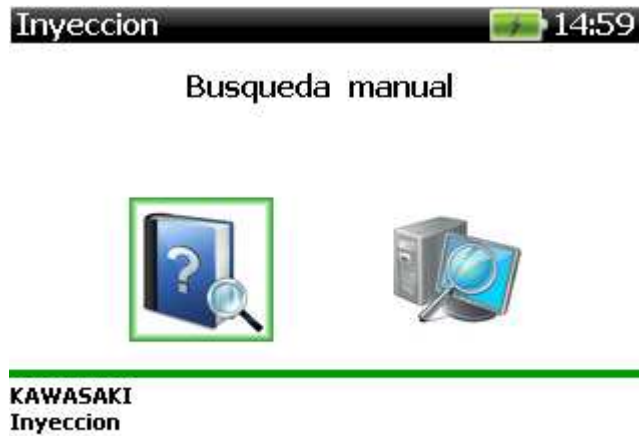 Inyeccion 14:59
Busqueda manual
?
KAWASAKI
Inyeccion